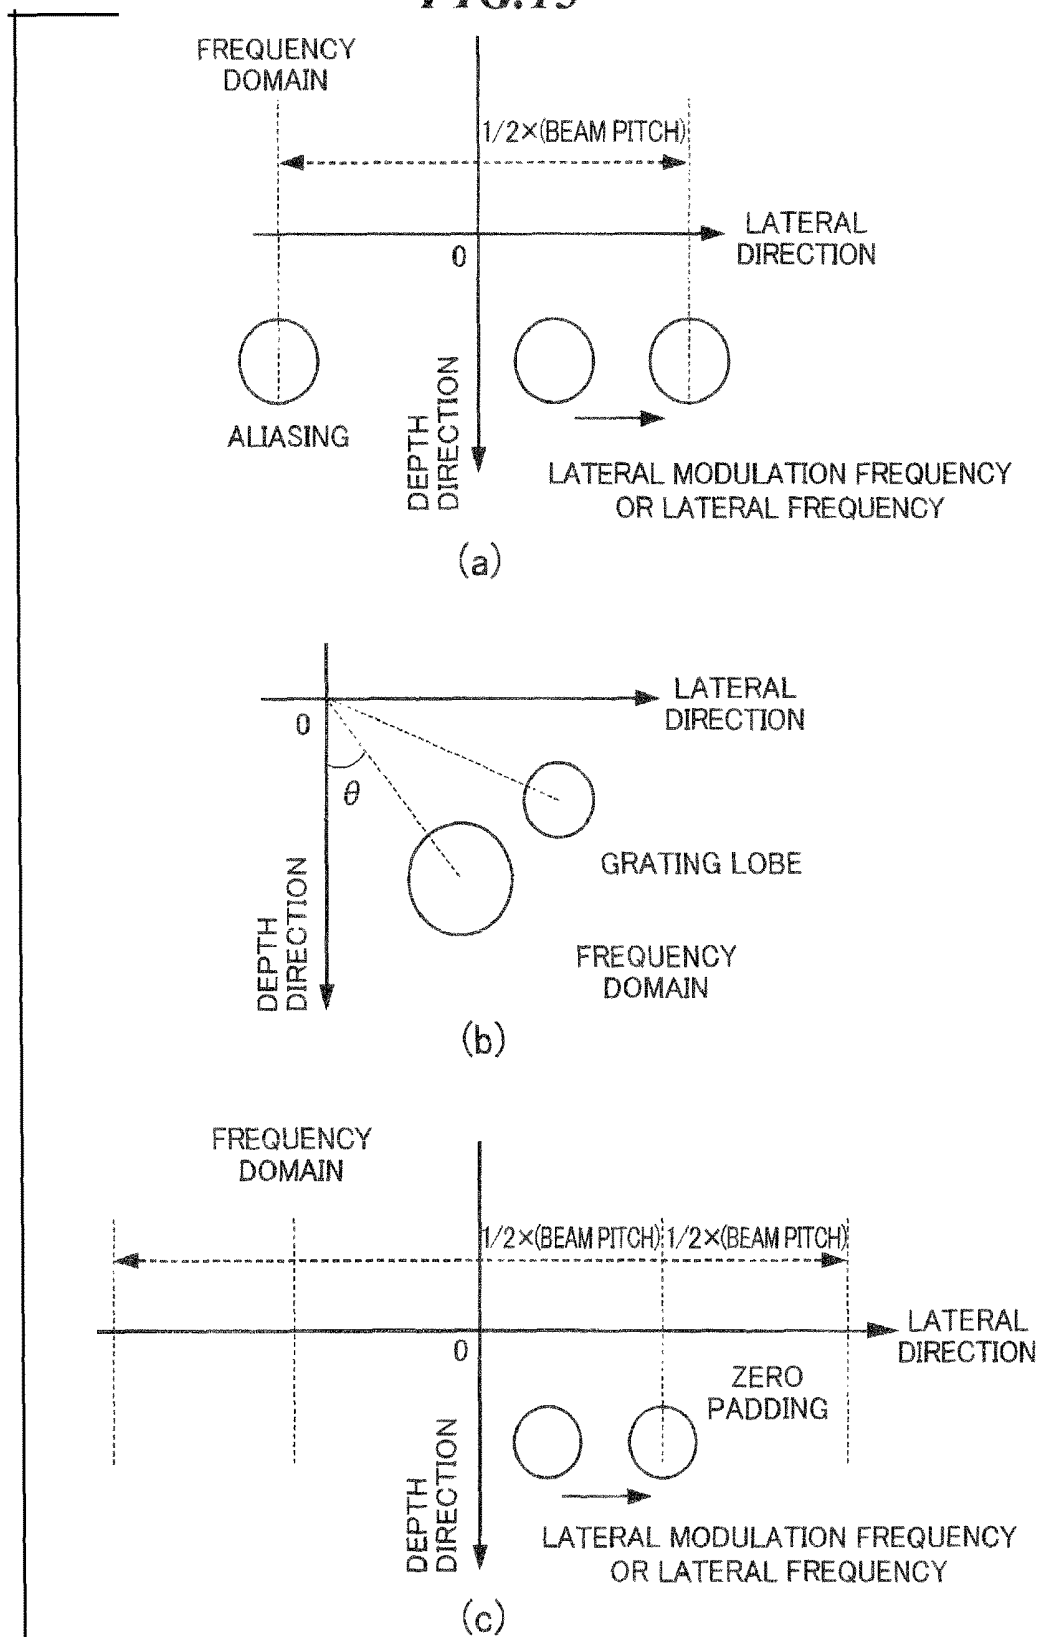 FREQUENCY
DOMAIN
1/2×(BEAM PITCH)
LATERAL
DIRECTION
0
ALIASING
DEPTH
DIRECTION
LATERAL MODULATION FREQUENCY
OR LATERAL FREQUENCY
(a)
LATERAL
DIRECTION
0
θ
GRATING LOBE
DEPTH
DIRECTION
FREQUENCY
DOMAIN
(b)
FREQUENCY
DOMAIN
1/2×(BEAM PITCH) 1/2×(BEAM PITCH)
LATERAL
DIRECTION
0
ZERO
PADDING
DEPTH
DIRECTION
LATERAL MODULATION FREQUENCY
OR LATERAL FREQUENCY
(c)